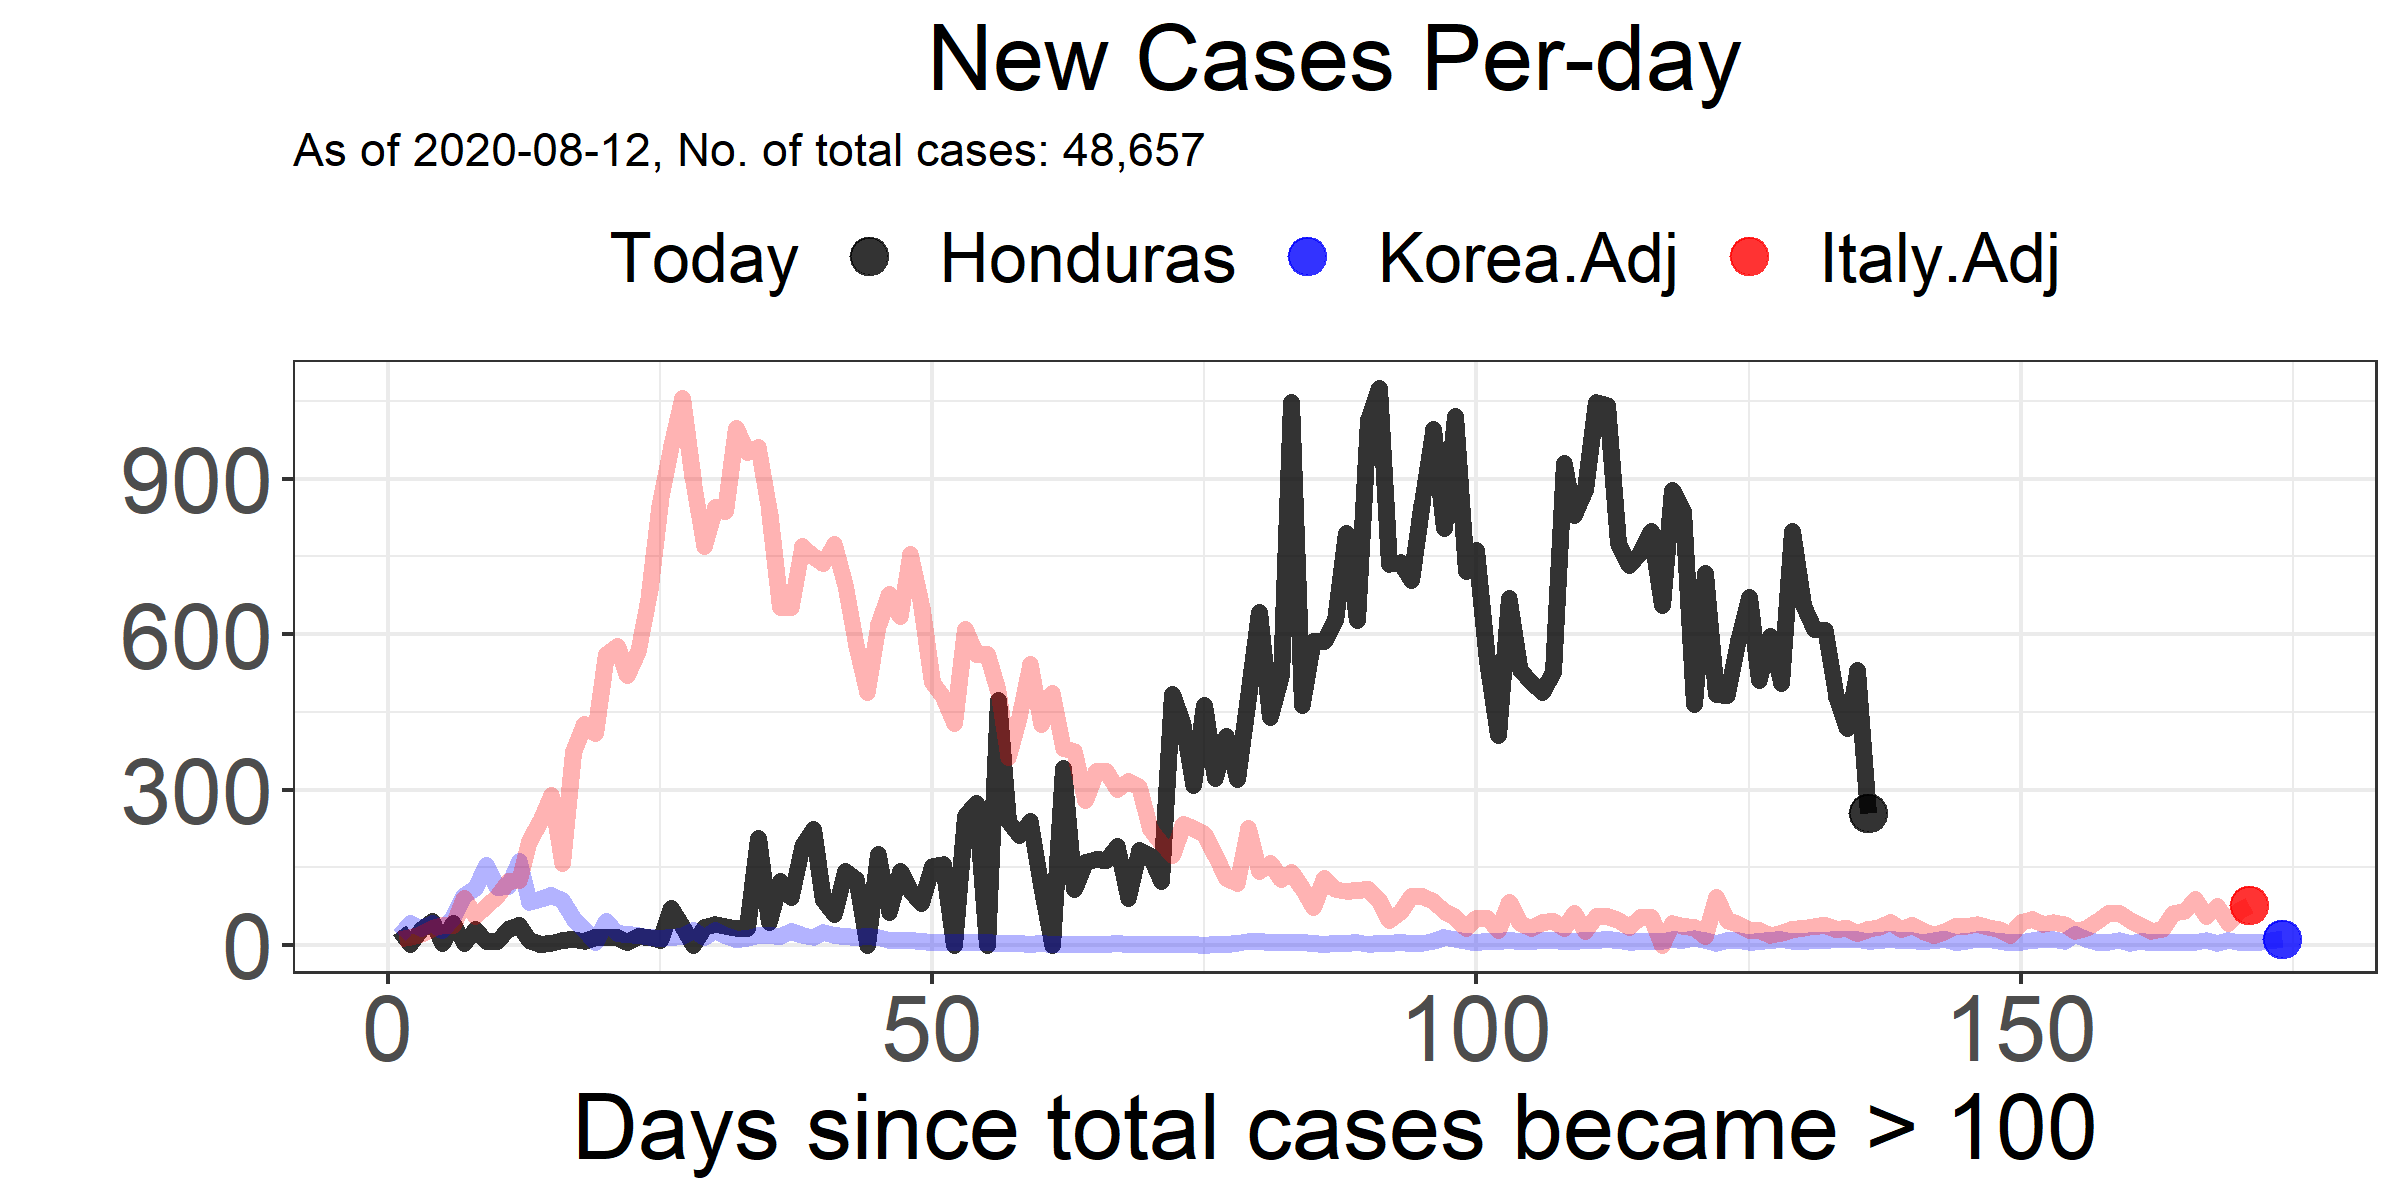 New Cases Per-day
As of 2020-08-12, No. of total cases: 48,657
Today Honduras Korea.Adj Italy.Adj
900
600
300
0
0 50 100 150
Days since total cases became > 100